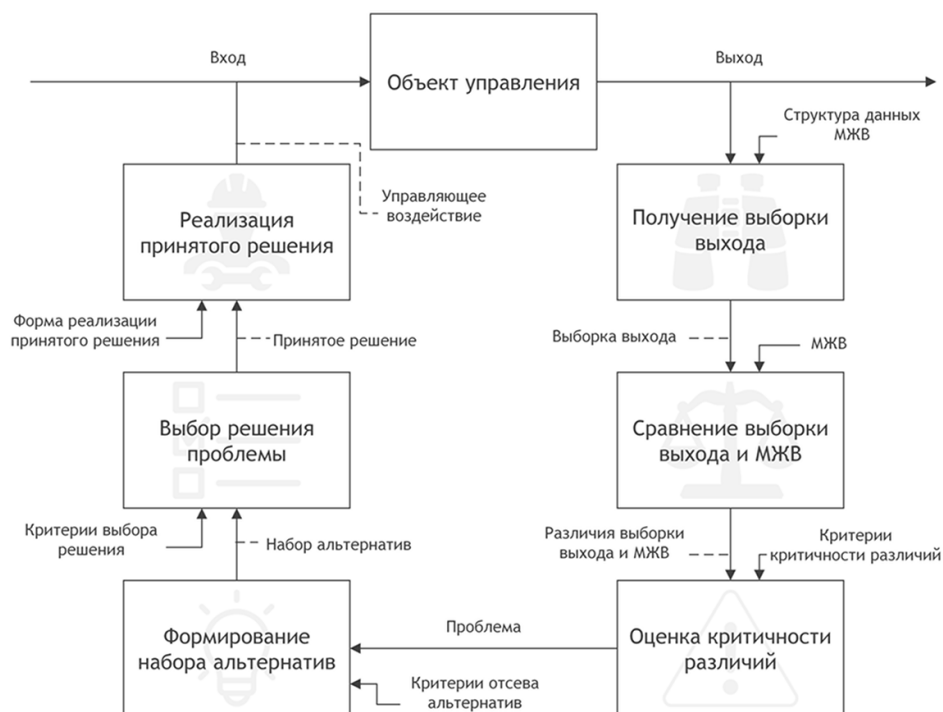 Вход
Объект управления
Выход
Структура данных
МЖВ
Управляющее
воздействие
Реализация
принятого решения
Получение выборки
выхода
Форма реализации
принятого решения
Принятое решение
Выборка выхода
МЖВ
Выбор решения
проблемы
Сравнение выборки
выхода и МЖВ
Критерии выбора
решения
Набор альтернатив
Различия выборки
выхода и МЖВ
Критерии
критичности различий
Формирование
набора альтернатив
Проблема
Оценка критичности
различий
Критерии отсева
альтернатив